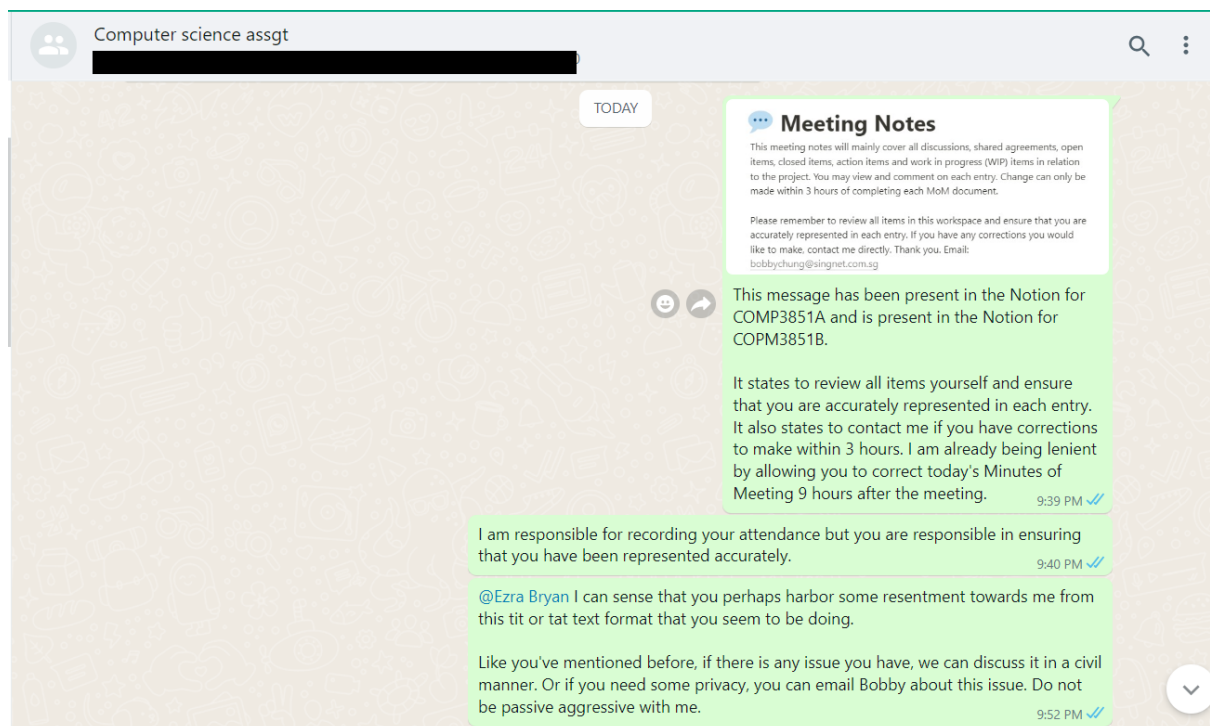 Computer science assgt
TODAY
Meeting Notes
This meeting notes will mainly cover all discussions, shared agreements, open
items, closed items, action items and work in progress (WIP) items in relation
to the project. You may view and comment on each entry. Change can only be
made within 3 hours of completing each MoM document.
Please remember to review all items in this workspace and ensure that you are
accurately represented in each entry. If you have any corrections you would
like to make, contact me directly. Thank you. Email:
bobbychung@singnet.com.sg
This message has been present in the Notion for
COMP3851A and is present in the Notion for
COPM3851B.
It states to review all items yourself and ensure
that you are accurately represented in each entry.
It also states to contact me if you have corrections
to make within 3 hours. I am already being lenient
by allowing you to correct today's Minutes of
Meeting 9 hours after the meeting.
9:39 PM
I am responsible for recording your attendance but you are responsible in ensuring
that you have been represented accurately.
9:40 PM
@Ezra Bryan I can sense that you perhaps harbor some resentment towards me from
this tit or tat text format that you seem to be doing.
Like you've mentioned before, if there is any issue you have, we can discuss it in a civil
manner. Or if you need some privacy, you can email Bobby about this issue. Do not
be passive aggressive with me.
9:52 PM